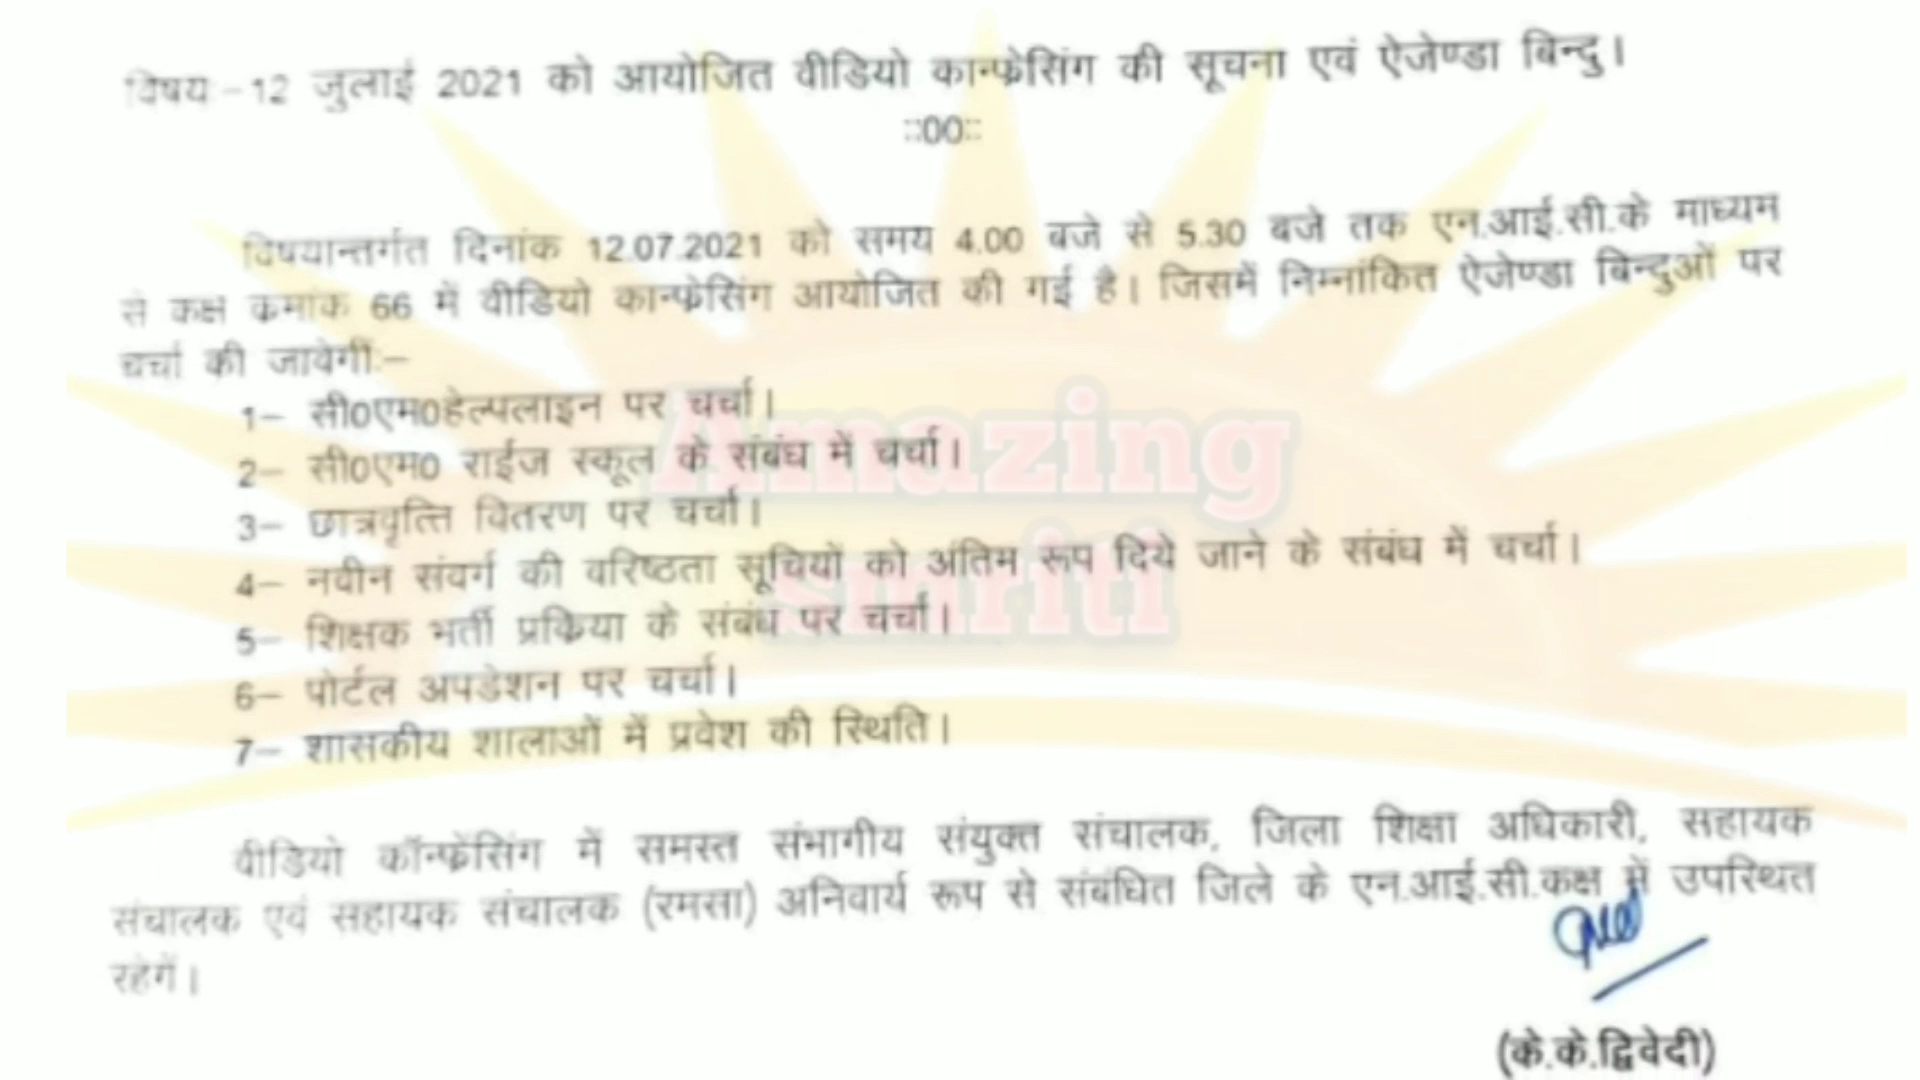 विषय:-12 जुलाई 2021 को आयोजित वीडियो कान्फ्रेसिंग की सूचना एवं ऐजेण्डा बिन्दु।
::00::
विषयान्तर्गत दिनांक 12.07.2021 को समय 4.00 बजे से 5.30 बजे तक एन.आई.सी.के माध्यम
से कक्ष क्रमांक 66 में वीडियो कान्फ्रेसिंग आयोजित की गई है। जिसमें निम्नांकित ऐजेण्डा बिन्दुओं पर
चर्चा की जावेगीं:-
1- सी0एम0हेल्पलाइन पर चर्चा।
2- सी0एम0 राईज स्कूल के संबंध में चर्चा।
3- छात्रवृत्ति वितरण पर चर्चा।
4- नवीन संवर्ग की वरिष्ठता सूचियों को अंतिम रूप दिये जाने के संबंध में चर्चा।
5- शिक्षक भर्ती प्रक्रिया के संबंध पर चर्चा।
6- पोर्टल अपडेशन पर चर्चा।
7- शासकीय शालाओं में प्रवेश की स्थिति।
Amazing
smriti
वीडियो कॉन्फ्रेंसिंग में समस्त संभागीय संयुक्त संचालक, जिला शिक्षा अधिकारी, सहायक
संचालक एवं सहायक संचालक (रमसा) अनिवार्य रूप से संबंधित जिले के एन.आई.सी.कक्ष में उपस्थित
रहेगें।
(के.के.द्विवेदी)